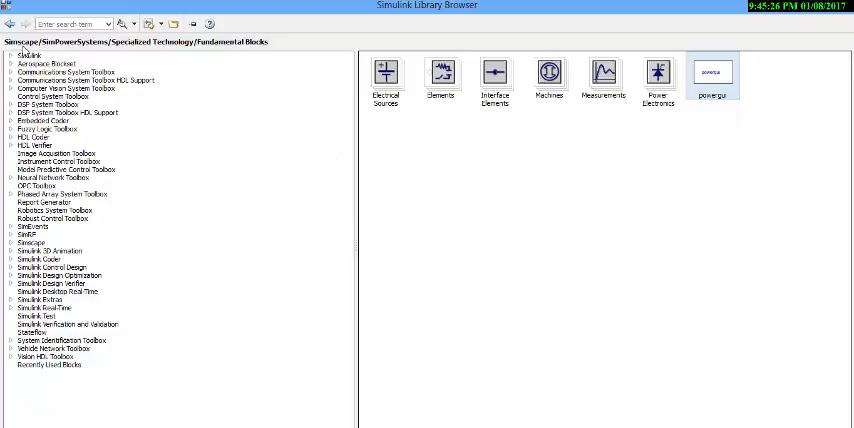 Simulink Library Browser
9:45:26 PM 01/08/2017
Enter search term
Simscape/SimPowerSystems/Specialized Technology/Fundamental Blocks
Simulink
Aerospace Blockset
Communications System Toolbox
Communications System Toolbox HDL Support
Computer Vision System Toolbox
Control System Toolbox
DSP System Toolbox
DSP System Toolbox HDL Support
Embedded Coder
Fuzzy Logic Toolbox
HDL Coder
HDL Verifier
Image Acquisition Toolbox
Instrument Control Toolbox
Model Predictive Control Toolbox
Neural Network Toolbox
OPC Toolbox
Phased Array System Toolbox
Report Generator
Robotics System Toolbox
Robust Control Toolbox
SimEvents
SimRF
Simscape
Simulink 3D Animation
Simulink Coder
Simulink Control Design
Simulink Design Optimization
Simulink Design Verifier
Simulink Desktop Real-Time
Simulink Extras
Simulink Real-Time
Simulink Test
Simulink Verification and Validation
Stateflow
System Identification Toolbox
Vehicle Network Toolbox
Vision HDL Toolbox
Recently Used Blocks
powergui
Electrical Sources
Elements
Interface Elements
Machines
Measurements
Power Electronics
powergui